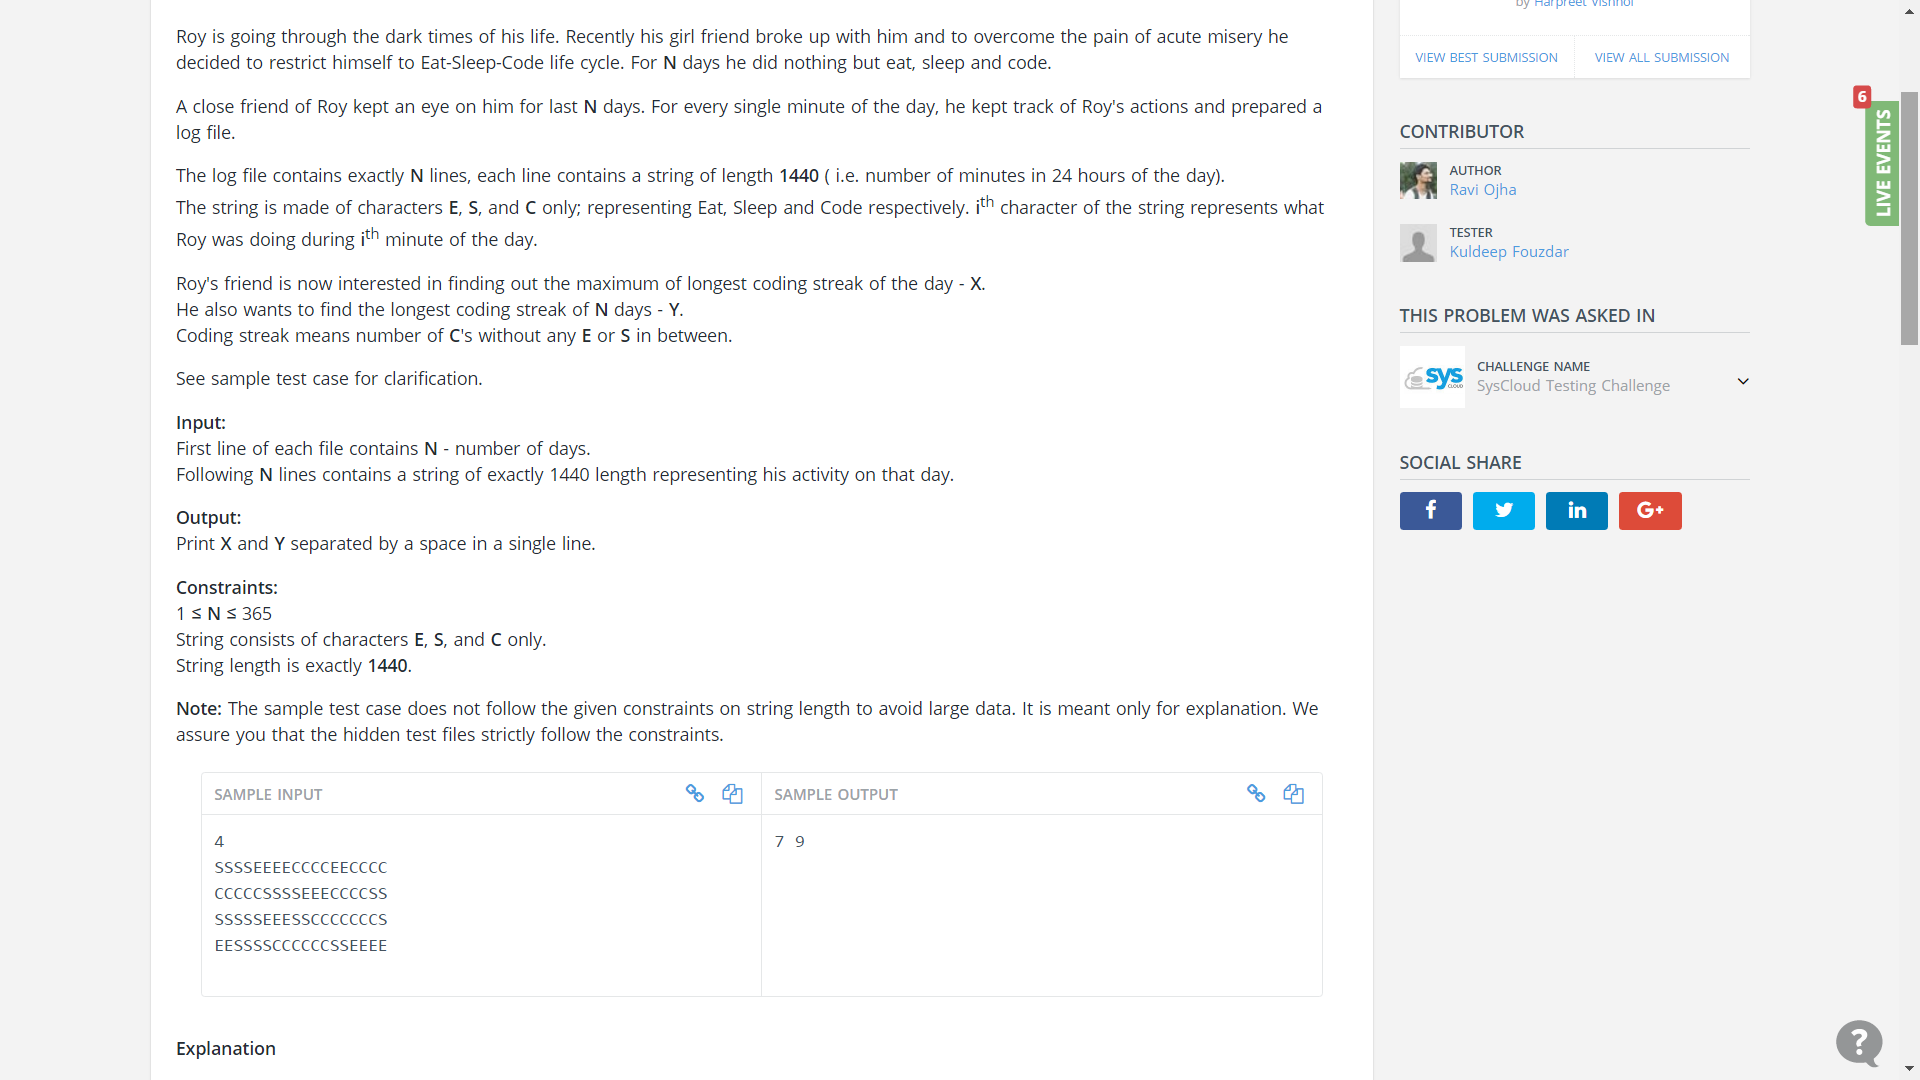 Roy is going through the dark times of his life. Recently his girl friend broke up with him and to overcome the pain of acute misery he
decided to restrict himself to Eat-Sleep-Code life cycle. For N days he did nothing but eat, sleep and code.
A close friend of Roy kept an eye on him for last N days. For every single minute of the day, he kept track of Roy's actions and prepared a
log file.
The log file contains exactly N lines, each line contains a string of length 1440 ( i.e. number of minutes in 24 hours of the day).
The string is made of characters E, S, and C only; representing Eat, Sleep and Code respectively. ith character of the string represents what
Roy was doing during ith minute of the day.
Roy's friend is now interested in finding out the maximum of longest coding streak of the day - X.
He also wants to find the longest coding streak of N days - Y.
Coding streak means number of C's without any E or S in between.
See sample test case for clarification.
Input:
First line of each file contains N - number of days.
Following N lines contains a string of exactly 1440 length representing his activity on that day.
Output:
Print X and Y separated by a space in a single line.
Constraints:
1 ≤ N ≤ 365
String consists of characters E, S, and C only.
String length is exactly 1440.
Note: The sample test case does not follow the given constraints on string length to avoid large data. It is meant only for explanation. We
assure you that the hidden test files strictly follow the constraints.
SAMPLE INPUT
4
SSSSEEEECCCCEECCCC
CCCCCSSSSEEECCCCSS
SSSSSEEESSCCCCCCCS
EESSSSCCCCCCSSEEEE
SAMPLE OUTPUT
7 9
Explanation
by Harpreet Vishnoi
VIEW BEST SUBMISSION
VIEW ALL SUBMISSION
CONTRIBUTOR
AUTHOR
Ravi Ojha
TESTER
Kuldeep Fouzdar
THIS PROBLEM WAS ASKED IN
sys
CLOUD
CHALLENGE NAME
SysCloud Testing Challenge
SOCIAL SHARE
f
in
G+
6
LIVE EVENTS
?